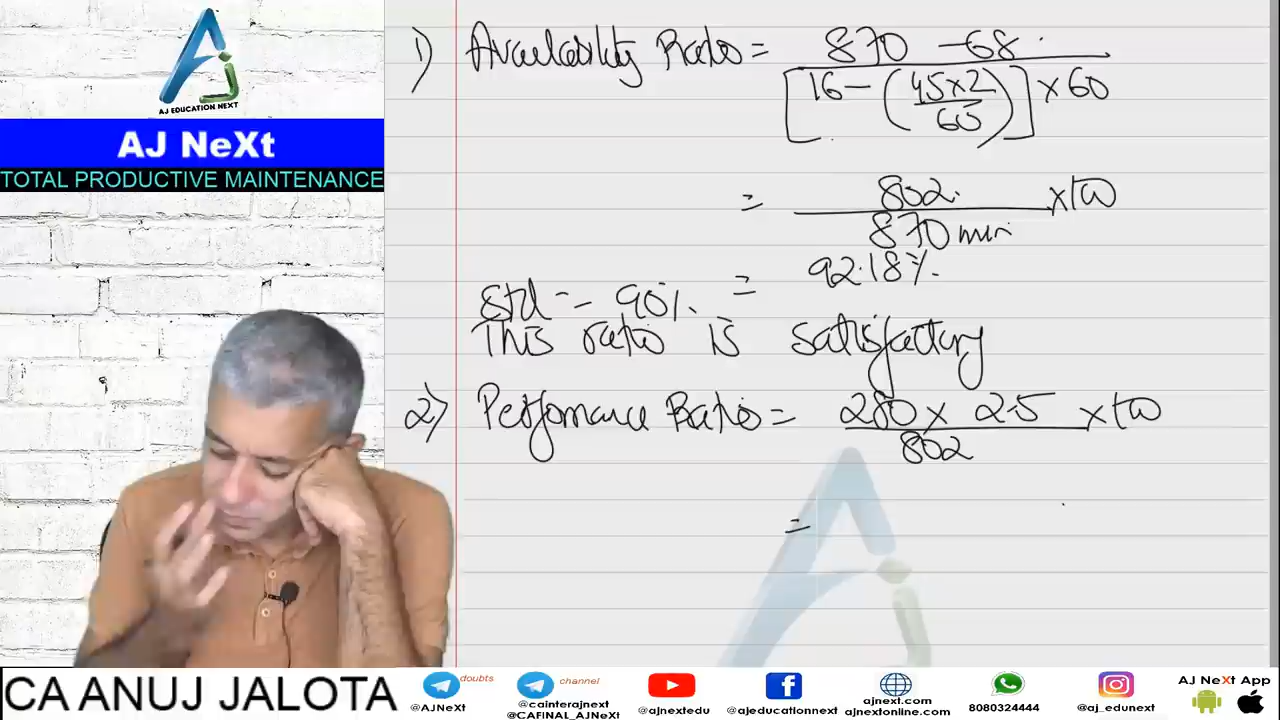 AJ EDUCATION NEXT
AJ NeXt
TOTAL PRODUCTIVE MAINTENANCE
1) Availability Ratio = 870 - 68
[16 - (45x2/60)] x 60
= 802 x100
870 min
= 92.18%.
Std = 90%.
This ratio is satisfactory
2) Performance Ratio = 280 x 2.5 x 100
802
=
CA ANUJ JALOTA
doubts
@AJNeXt
channel
@cainterajnext
@CAFINAL_AJNeXt
@ajnextedu
@ajeducationnext
ajnext.com
ajnextonline.com
8080324444
@aj_edunext
AJ NeXt App